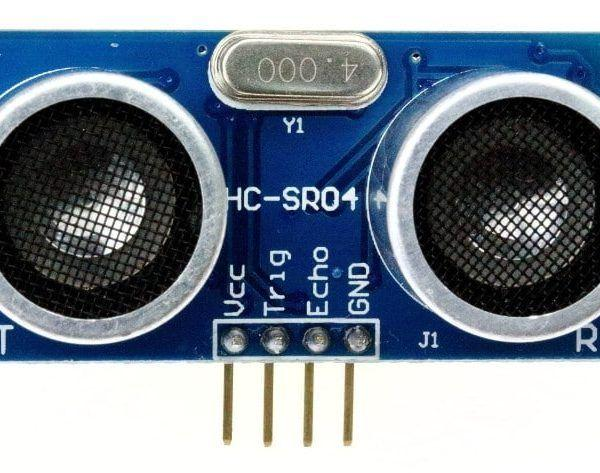 4.000
Y1
HC-SR04
Vcc
Trig
Echo
GND
T
J1
R